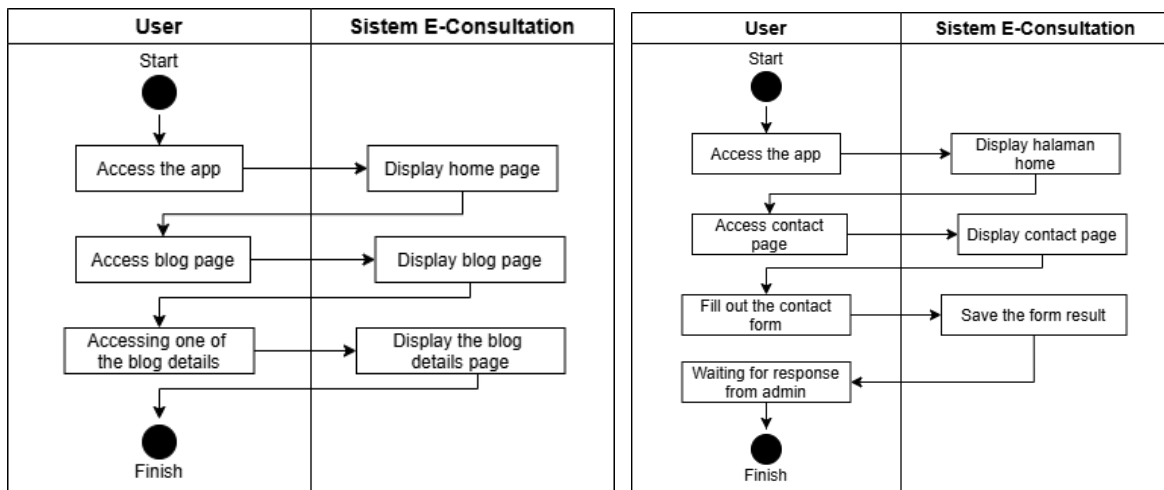 User
Sistem E-Consultation
Start
Access the app
Display home page
Access blog page
Display blog page
Accessing one of
the blog details
Display the blog
details page
Finish
User
Sistem E-Consultation
Start
Access the app
Display halaman
home
Access contact
page
Display contact page
Fill out the contact
form
Save the form result
Waiting for response
from admin
Finish